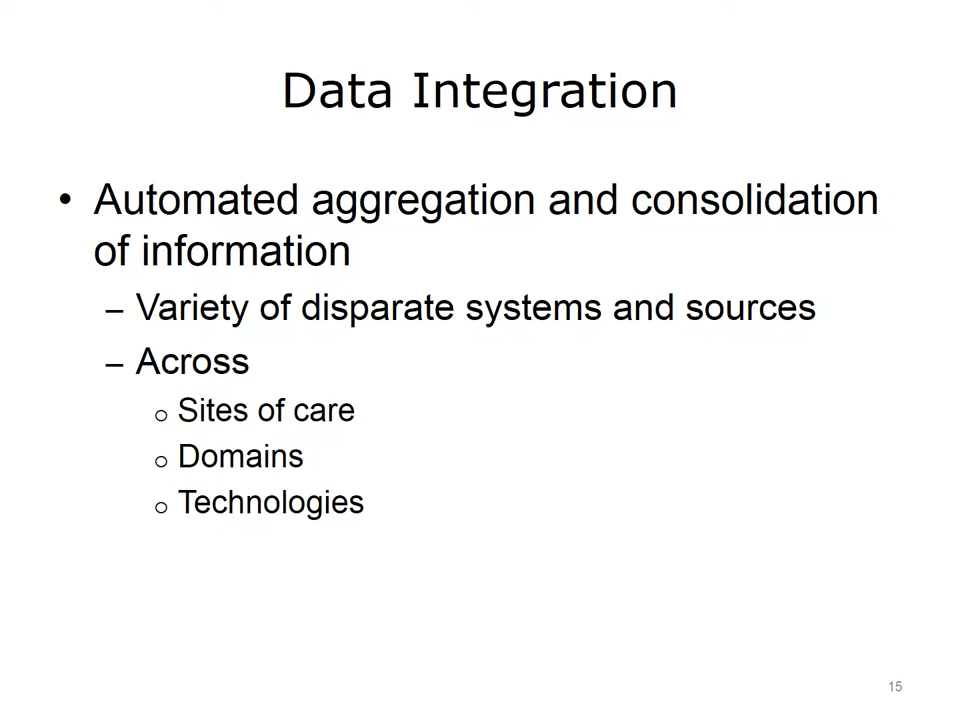 Data Integration
• Automated aggregation and consolidation
of information
– Variety of disparate systems and sources
– Across
o Sites of care
o Domains
o Technologies
15